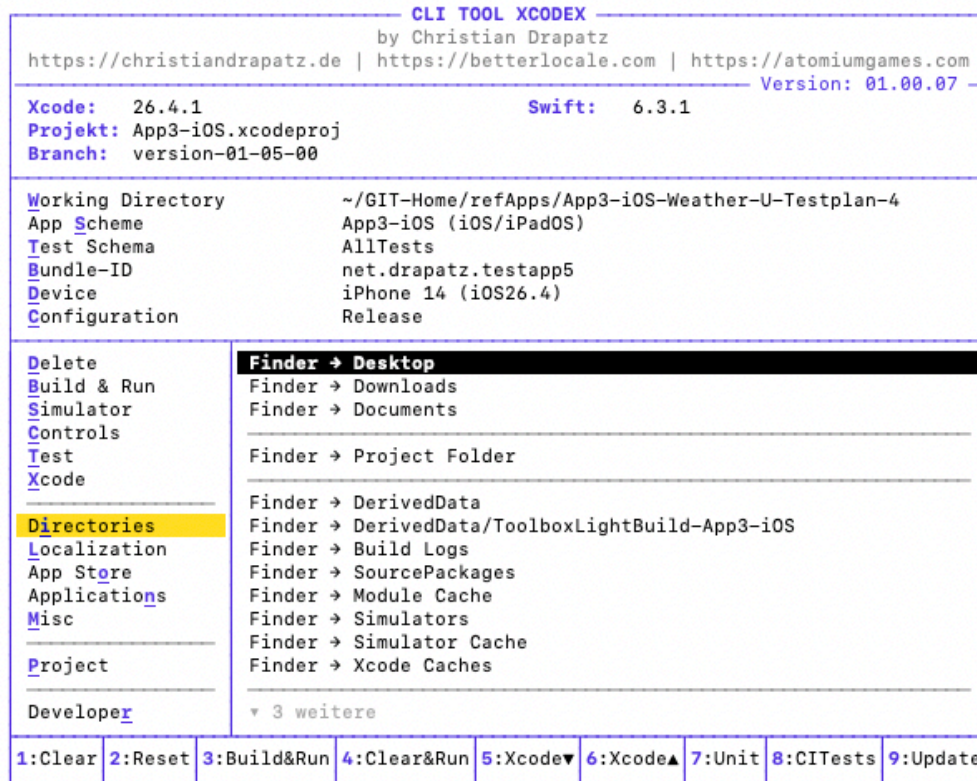 CLI TOOL XCODEX
by Christian Drapatz
https://christiandrapatz.de | https://betterlocale.com | https://atomiumgames.com
Version: 01.00.07
Xcode: 26.4.1 Swift: 6.3.1
Projekt: App3-iOS.xcodeproj
Branch: version-01-05-00
Working Directory ~/GIT-Home/refApps/App3-iOS-Weather-U-Testplan-4
App Scheme App3-iOS (iOS/iPadOS)
Test Schema AllTests
Bundle-ID net.drapatz.testapp5
Device iPhone 14 (iOS26.4)
Configuration Release
Delete
Build & Run
Simulator
Controls
Test
Xcode
Directories
Localization
App Store
Applications
Misc
Project
Developer
Finder → Desktop
Finder → Downloads
Finder → Documents
Finder → Project Folder
Finder → DerivedData
Finder → DerivedData/ToolboxLightBuild-App3-iOS
Finder → Build Logs
Finder → SourcePackages
Finder → Module Cache
Finder → Simulators
Finder → Simulator Cache
Finder → Xcode Caches
▼ 3 weitere
1:Clear 2:Reset 3:Build&Run 4:Clear&Run 5:Xcode▼ 6:Xcode▲ 7:Unit 8:CITests 9:Update